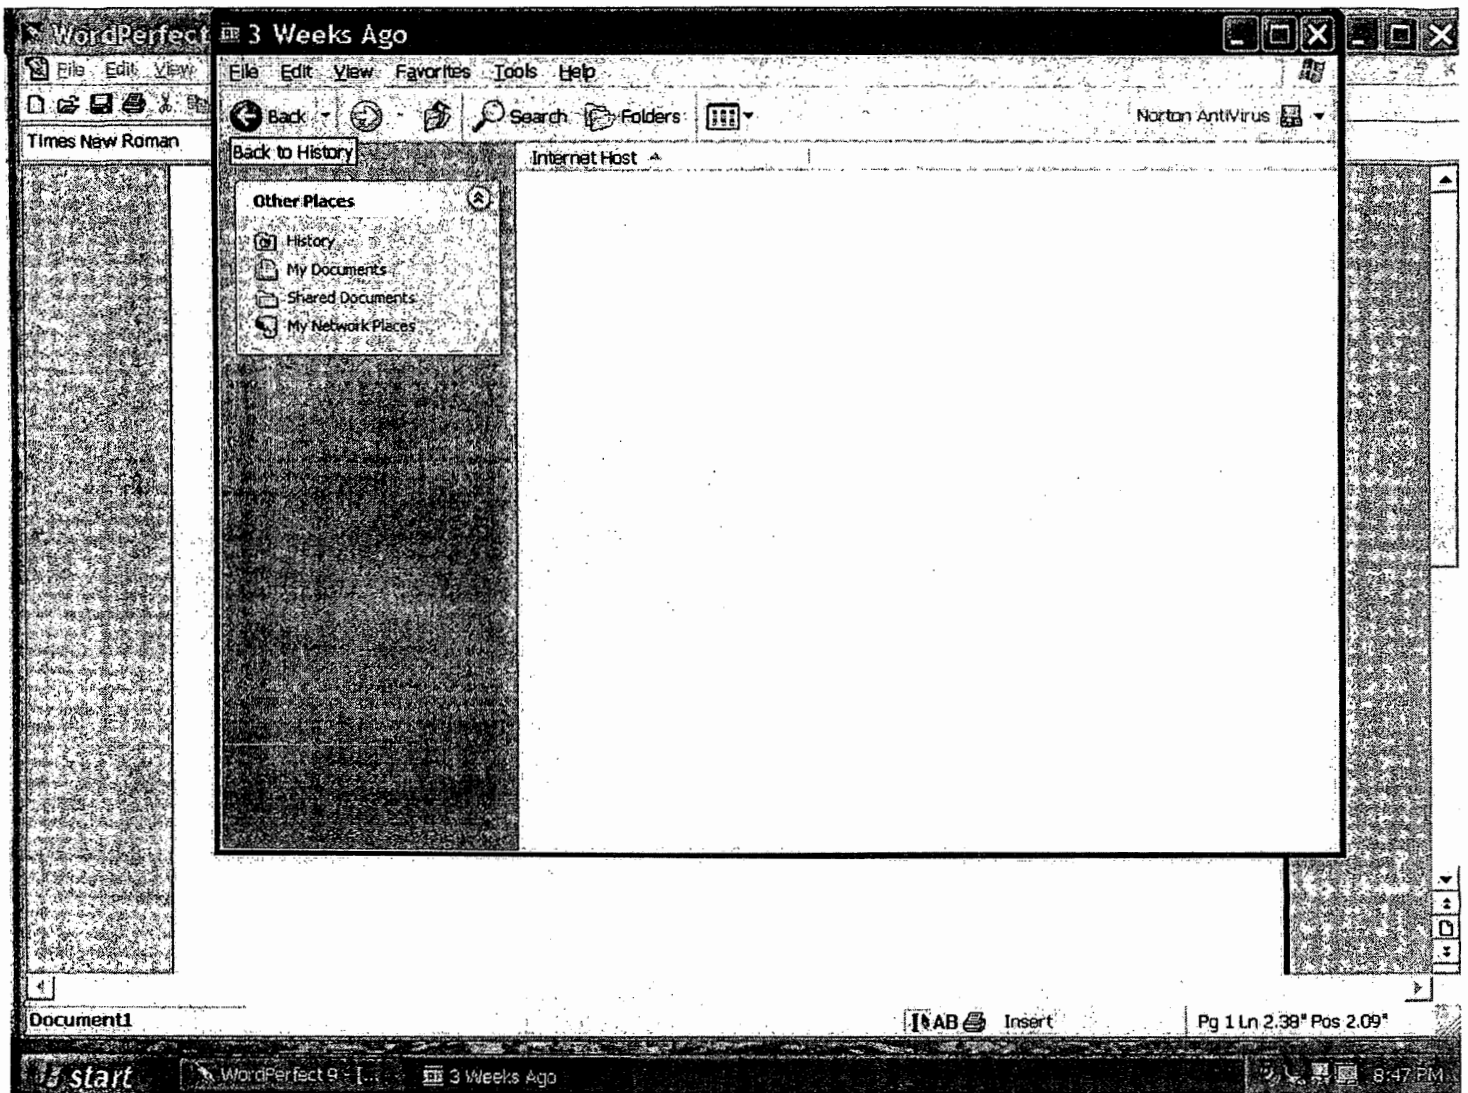 WordPerfect
3 Weeks Ago
File Edit View
File Edit View Favorites Tools Help
Back Search Folders Norton AntiVirus
Times New Roman
Back to History
Internet Host
Other Places
History
My Documents
Shared Documents
My Network Places
Document1
AB Insert Pg 1 Ln 2.38" Pos 2.09"
start WordPerfect 9 - [... 3 Weeks Ago 8:47 PM